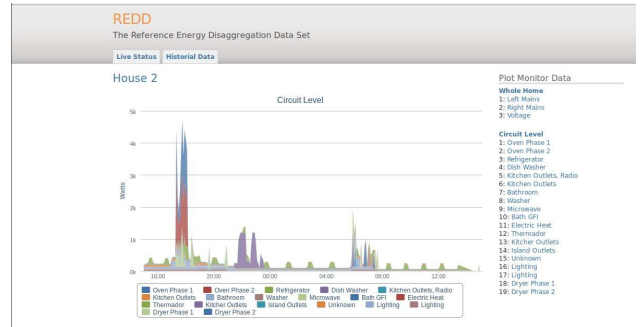 REDD
The Reference Energy Disaggregation Data Set
Live Status Historial Data
House 2
Circuit Level
5k
4k
3k
2k
1k
0k
Watts
16:00 20:00 00:00 04:00 08:00 12:00
Oven Phase 1 Oven Phase 2 Refrigerator Dish Washer Kitchen Outlets, Radio
Kitchen Outlets Bathroom Washer Microwave Bath GFI Electric Heat
Thermador Kitcher Outlets Island Outlets Unknown Lighting Lighting
Dryer Phase 1 Dryer Phase 2
Plot Monitor Data
Whole Home
1: Left Mains
2: Right Mains
3: Voltage
Circuit Level
1: Oven Phase 1
2: Oven Phase 2
3: Refrigerator
4: Dish Washer
5: Kitchen Outlets, Radio
6: Kitchen Outlets
7: Bathroom
8: Washer
9: Microwave
10: Bath GFI
11: Electric Heat
12: Thermador
13: Kitcher Outlets
14: Island Outlets
15: Unknown
16: Lighting
17: Lighting
18: Dryer Phase 1
19: Dryer Phase 2